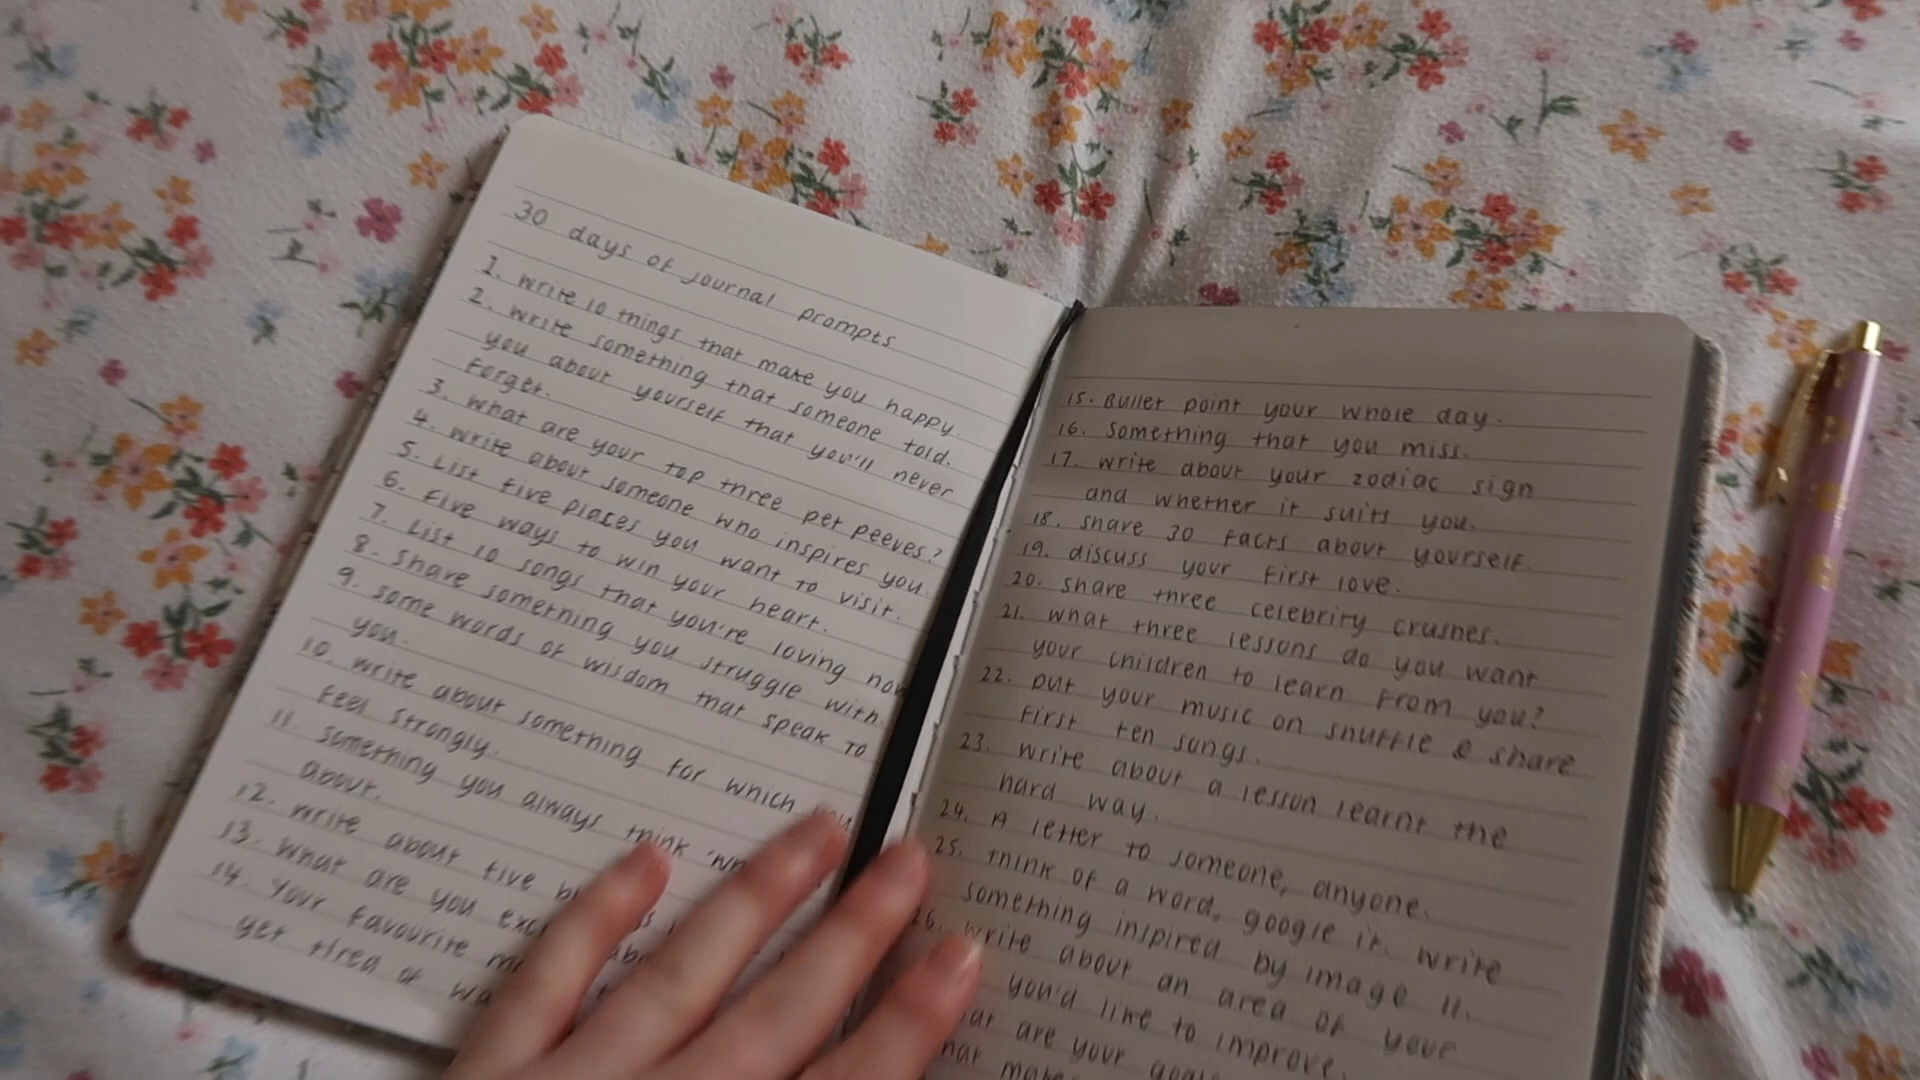 30 days of journal prompts
1. write 10 things that make you happy.
2. write something that someone told.
you about yourself that you'll never
forget.
3. what are your top three pet peeves?
4. write about someone who inspires you.
5. List five places you want to visit.
6. Five ways to win your heart.
7. List 10 songs that you're loving now
8. share something you struggle with.
9. some words of wisdom that speak to
you.
10. write about something for which you
feel strongly.
11. something you always think
about.
12. write about five
13. what are you
14. Your favourite
get tired of
15. Bullet point your whole day.
16. something that you miss.
17. write about your zodiac sign
and whether it suits you.
18. share 30 facts about yourself.
19. discuss your first love.
20. share three celebrity crushes.
21. what three lessons do you want
your children to learn from you?
22. put your music on shuffle & share
first ten songs.
23. write about a lesson learnt the
hard way.
24. A letter to someone, anyone.
25. think of a word, google it. write
something inspired by image 11.
26. write about an area of your
you'd like to improve.
are your